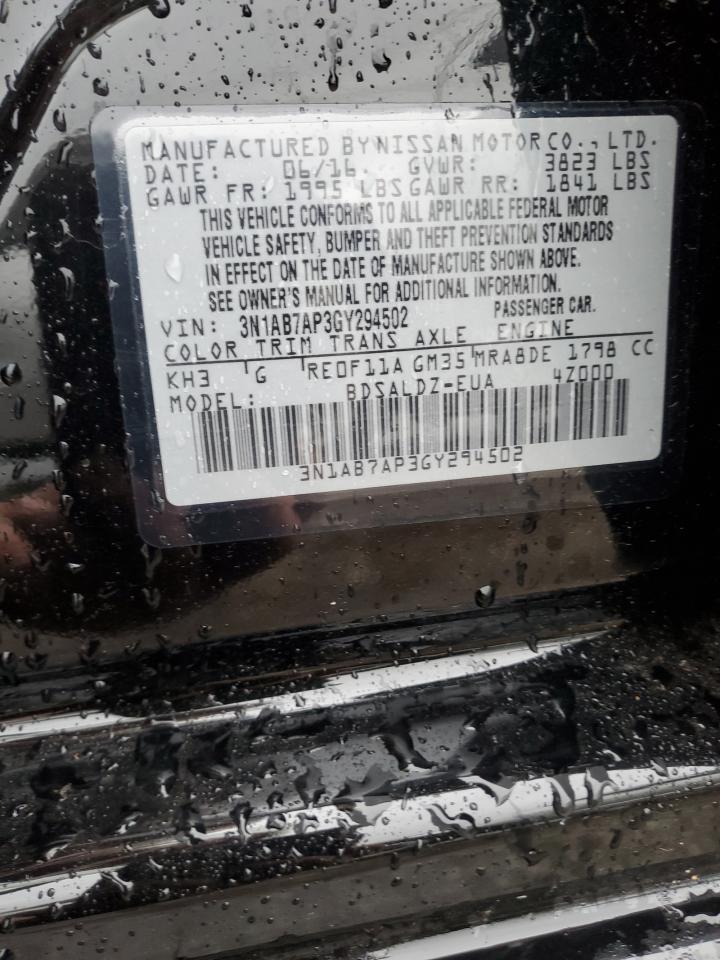 MANUFACTURED BY NISSAN MOTOR CO., LTD.
DATE: 06/16 GVWR: 3823 LBS
GAWR FR: 1995 LBS GAWR RR: 1841 LBS
THIS VEHICLE CONFORMS TO ALL APPLICABLE FEDERAL MOTOR
VEHICLE SAFETY, BUMPER AND THEFT PREVENTION STANDARDS
IN EFFECT ON THE DATE OF MANUFACTURE SHOWN ABOVE.
SEE OWNER'S MANUAL FOR ADDITIONAL INFORMATION.
VIN: 3N1AB7AP3GY294502 PASSENGER CAR.
COLOR TRIM TRANS AXLE ENGINE
KH3 G RE0F11A GM35 MRA8DE 1798 CC
MODEL: BDSALDZ-EUA 4Z000
3N1AB7AP3GY294502